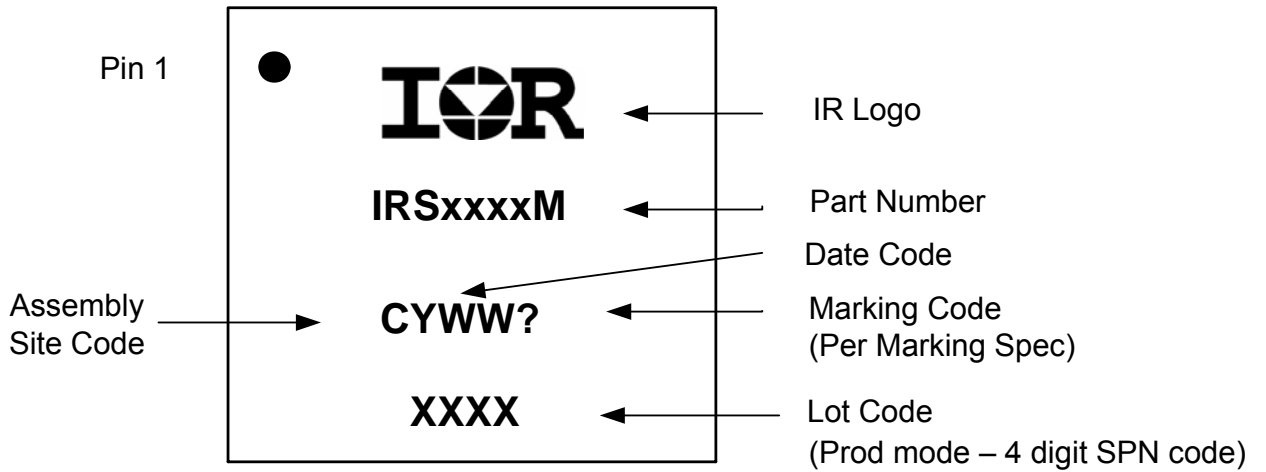 Pin 1
IOR
IR Logo
IRSxxxxM
Part Number
Date Code
Assembly
Site Code
CYWW?
Marking Code
(Per Marking Spec)
XXXX
Lot Code
(Prod mode – 4 digit SPN code)